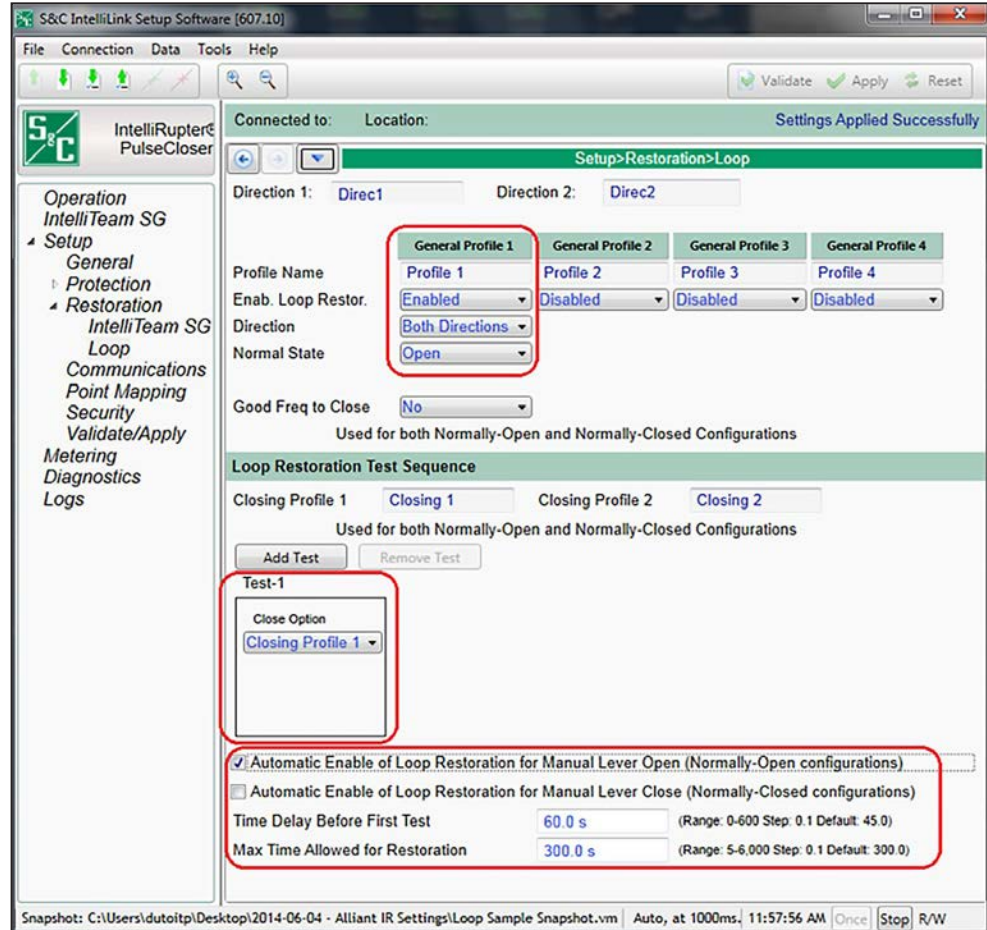 S&C IntelliLink Setup Software [607.10]
File Connection Data Tools Help
Validate Apply Reset
S&C IntelliRupter®
PulseCloser
Connected to: Location: Settings Applied Successfully
Setup>Restoration>Loop
Operation
IntelliTeam SG
Setup
General
Protection
Restoration
IntelliTeam SG
Loop
Communications
Point Mapping
Security
Validate/Apply
Metering
Diagnostics
Logs
Direction 1: Direc1 Direction 2: Direc2
General Profile 1 General Profile 2 General Profile 3 General Profile 4
Profile Name Profile 1 Profile 2 Profile 3 Profile 4
Enab. Loop Restor. Enabled Disabled Disabled Disabled
Direction Both Directions
Normal State Open
Good Freq to Close No
Used for both Normally-Open and Normally-Closed Configurations
Loop Restoration Test Sequence
Closing Profile 1 Closing 1 Closing Profile 2 Closing 2
Used for both Normally-Open and Normally-Closed Configurations
Add Test Remove Test
Test-1
Close Option
Closing Profile 1
Automatic Enable of Loop Restoration for Manual Lever Open (Normally-Open configurations)
Automatic Enable of Loop Restoration for Manual Lever Close (Normally-Closed configurations)
Time Delay Before First Test 60.0 s (Range: 0-600 Step: 0.1 Default: 45.0)
Max Time Allowed for Restoration 300.0 s (Range: 5-6,000 Step: 0.1 Default: 300.0)
Snapshot: C:\Users\dutoitp\Desktop\2014-06-04 - Alliant IR Settings\Loop Sample Snapshot.vm Auto, at 1000ms. 11:57:56 AM Once Stop R/W